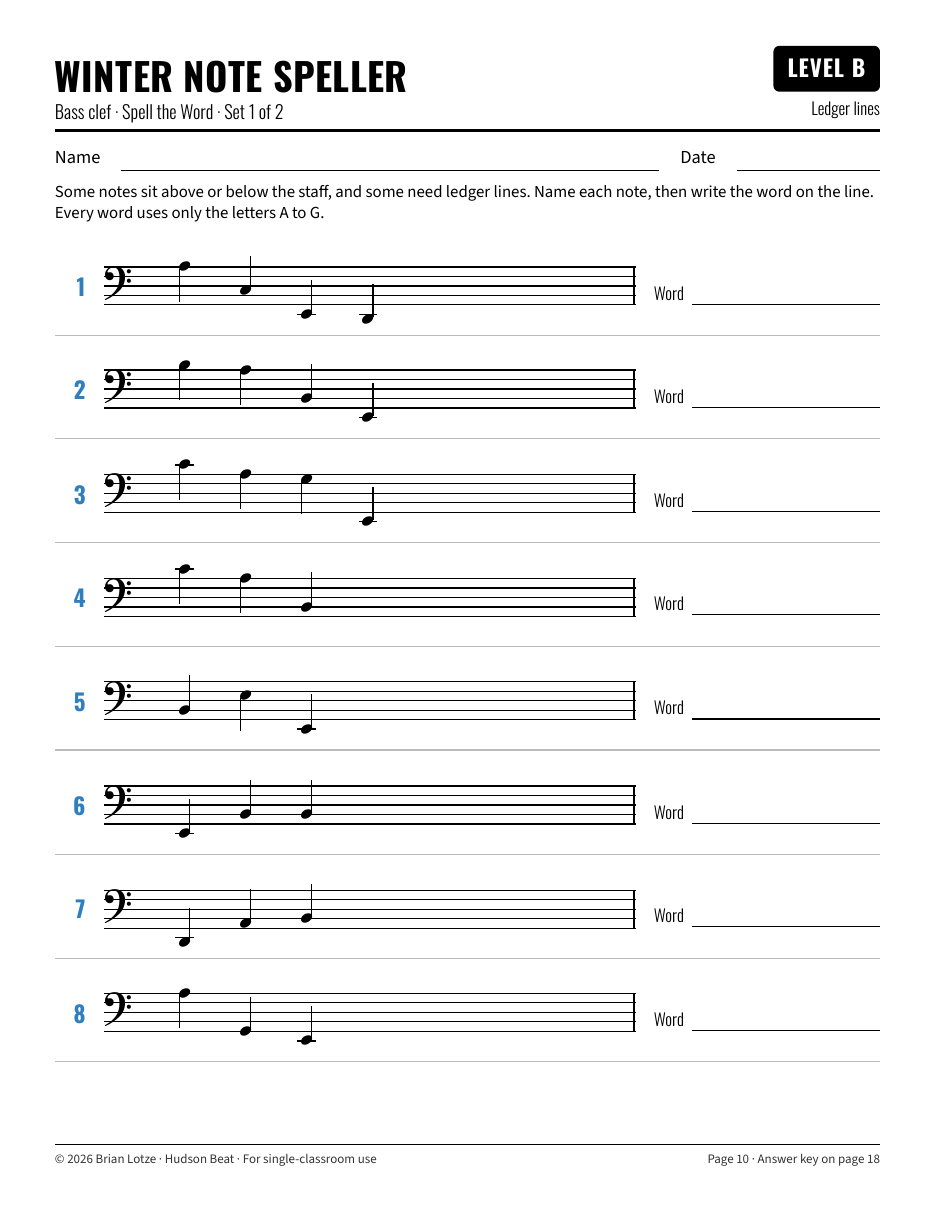 WINTER NOTE SPELLER
LEVEL B
Bass clef · Spell the Word · Set 1 of 2
Ledger lines
Name
Date
Some notes sit above or below the staff, and some need ledger lines. Name each note, then write the word on the line.
Every word uses only the letters A to G.
1
Word
2
Word
3
Word
4
Word
5
Word
6
Word
7
Word
8
Word
© 2026 Brian Lotze · Hudson Beat · For single-classroom use
Page 10 · Answer key on page 18